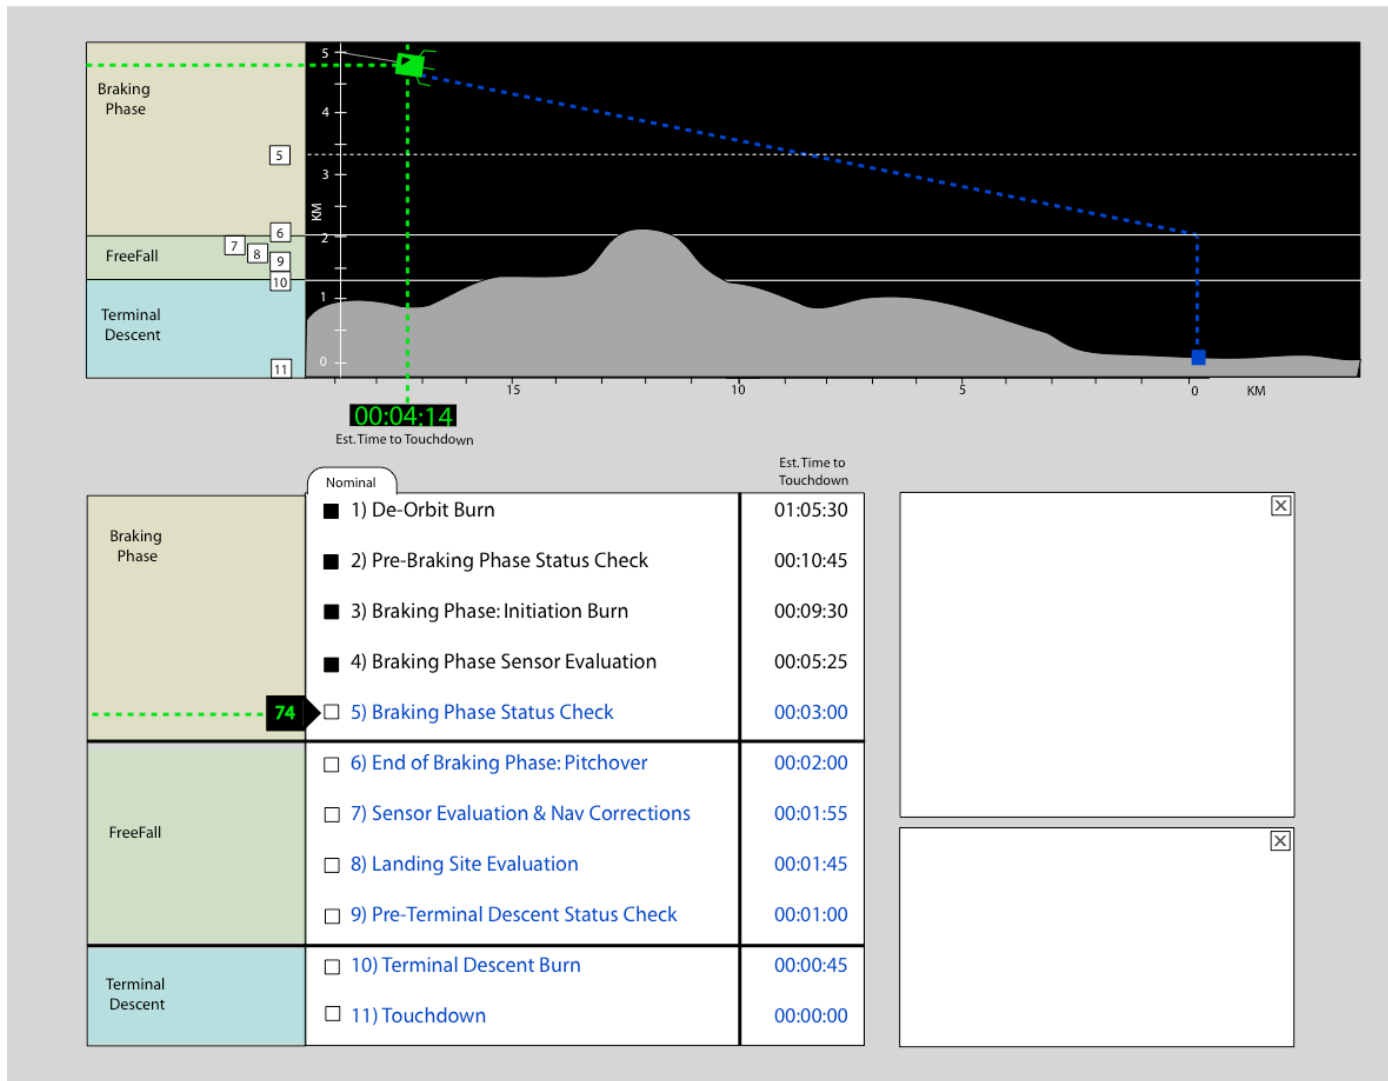 Braking
Phase
FreeFall
Terminal
Descent
5
6
7
8
9
10
11
5
4
3
2
1
0
KM
15
10
5
0
KM
00:04:14
Est. Time to Touchdown
Nominal
Est. Time to
Touchdown
Braking
Phase
1) De-Orbit Burn 01:05:30
2) Pre-Braking Phase Status Check 00:10:45
3) Braking Phase: Initiation Burn 00:09:30
4) Braking Phase Sensor Evaluation 00:05:25
74
5) Braking Phase Status Check 00:03:00
FreeFall
6) End of Braking Phase: Pitchover 00:02:00
7) Sensor Evaluation & Nav Corrections 00:01:55
8) Landing Site Evaluation 00:01:45
9) Pre-Terminal Descent Status Check 00:01:00
Terminal
Descent
10) Terminal Descent Burn 00:00:45
11) Touchdown 00:00:00